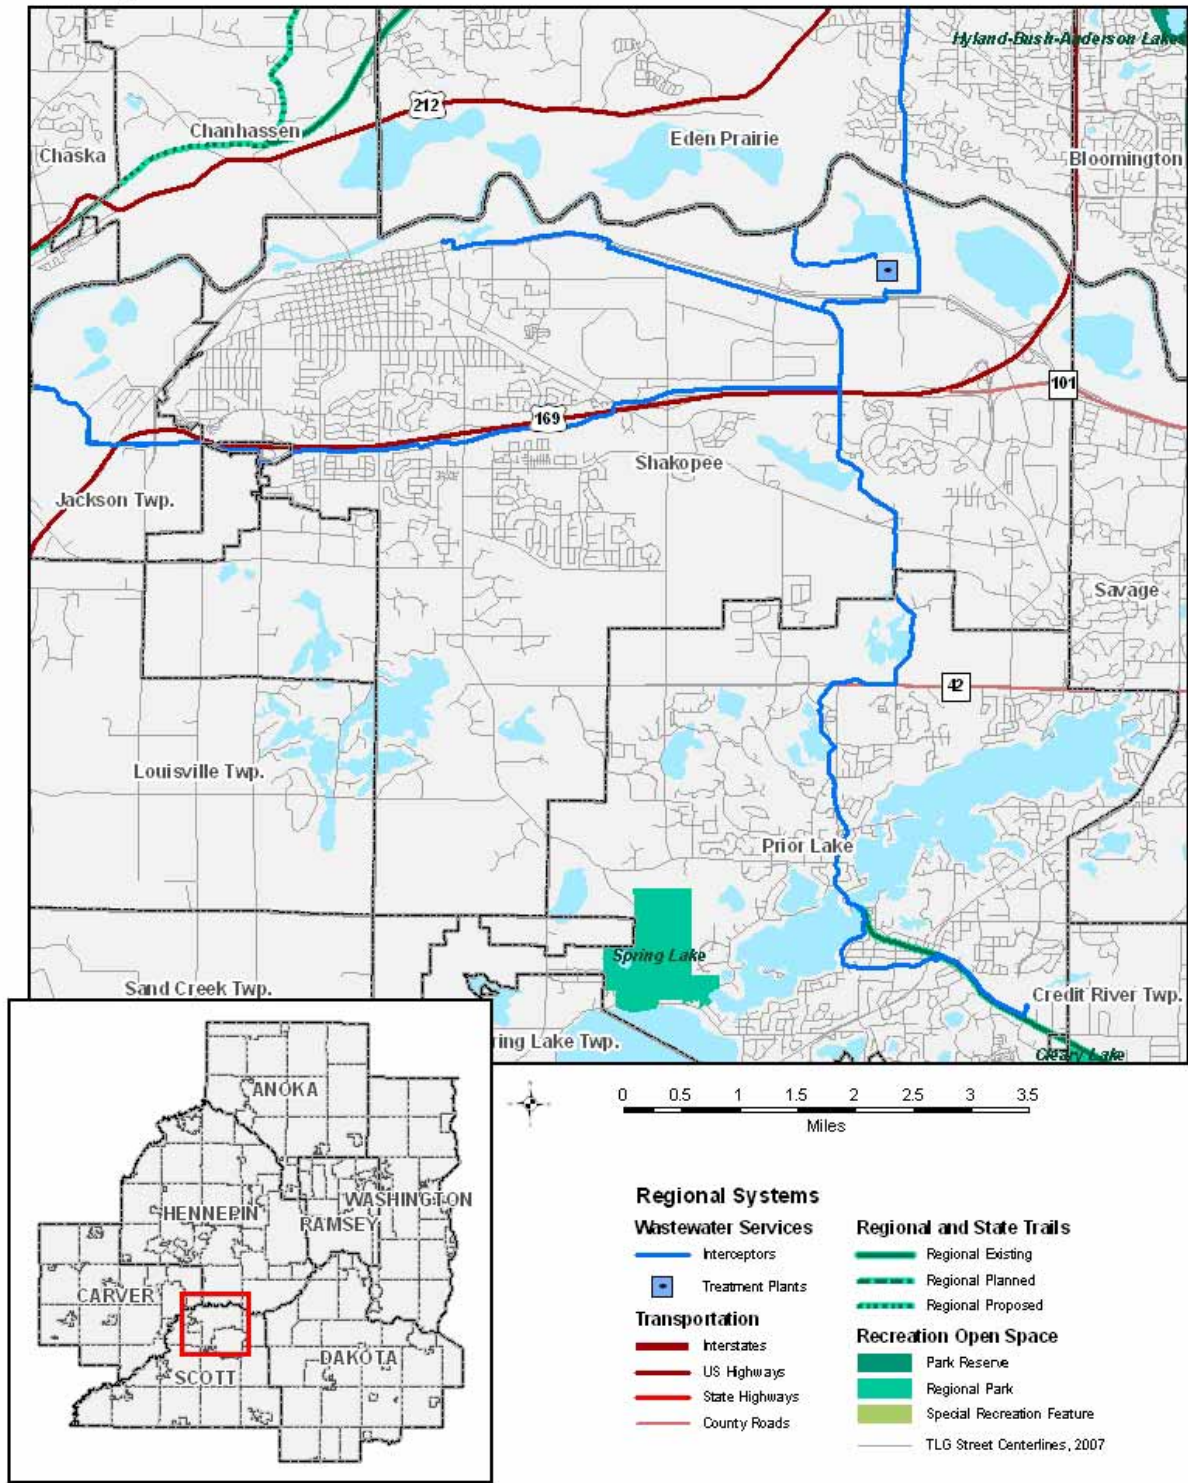 Hyland-Bush-Anderson Lakes
212
Chanhassen
Eden Prairie
Chaska
Bloomington
101
169
Shakopee
Jackson Twp.
Savage
42
Louisville Twp.
Prior Lake
Spring Lake
Sand Creek Twp.
Credit River Twp.
ring Lake Twp.
Cleary Lake
ANOKA
HENNEPIN
WASHINGTON
RAMSEY
CARVER
DAKOTA
SCOTT
0 0.5 1 1.5 2 2.5 3 3.5
Miles
Regional Systems
Wastewater Services
Interceptors
Treatment Plants
Transportation
Interstates
US Highways
State Highways
County Roads
Regional and State Trails
Regional Existing
Regional Planned
Regional Proposed
Recreation Open Space
Park Reserve
Regional Park
Special Recreation Feature
TLG Street Centerlines, 2007